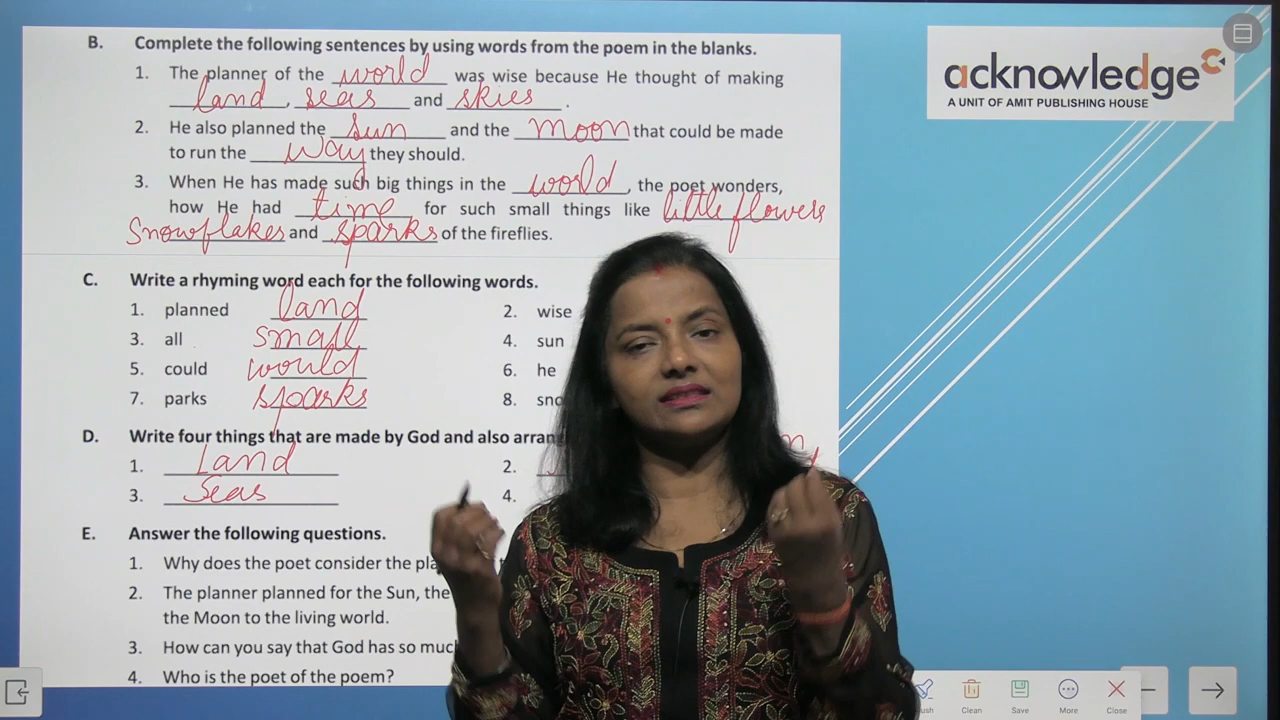 B. Complete the following sentences by using words from the poem in the blanks.
1. The planner of the world was wise because He thought of making
land, seas and skies.
2. He also planned the sun and the moon that could be made
to run the way they should.
3. When He has made such big things in the world, the poet wonders,
how He had time for such small things like little flowers
Snowflakes and sparks of the fireflies.
C. Write a rhyming word each for the following words.
1. planned land 2. wise
3. all small 4. sun
5. could would 6. he
7. parks sparks 8.
D. Write four things that are made by God and also
1. Land 2.
3. Seas 4.
E. Answer the following questions.
1. Why does the poet consider the
2. The planner planned for the Sun, the
the Moon to the living world.
3. How can you say that God has so
4. Who is the poet of the poem?
acknowledge
A UNIT OF AMIT PUBLISHING HOUSE
Clean Save More Close